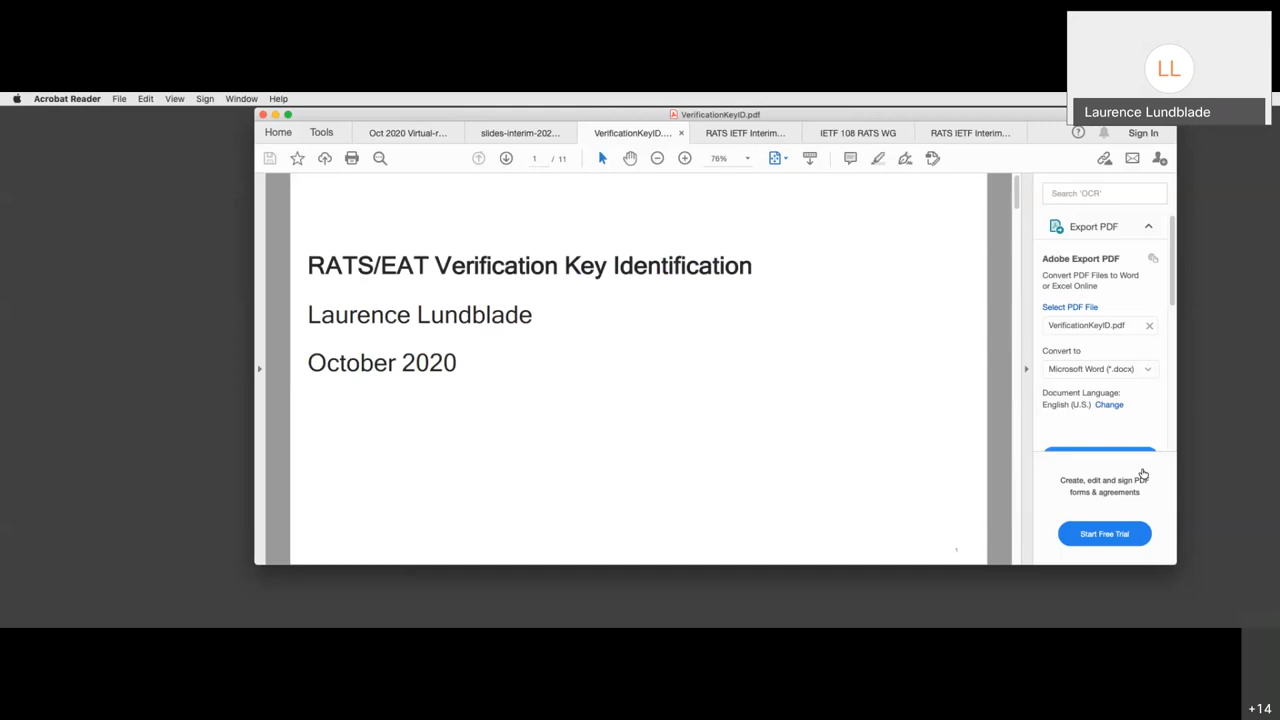 LL
Laurence Lundblade
Acrobat Reader File Edit View Sign Window Help
VerificationKeyID.pdf
Home Tools Oct 2020 Virtual-r... slides-interim-202... VerificationKeyID.... × RATS IETF Interim... IETF 108 RATS WG RATS IETF Interim... Sign In
1 / 11 76%
Search 'OCR'
Export PDF
Adobe Export PDF
Convert PDF Files to Word
or Excel Online
Select PDF File
VerificationKeyID.pdf
Convert to
Microsoft Word (*.docx)
Document Language:
English (U.S.) Change
Create, edit and sign PDF
forms & agreements
Start Free Trial
RATS/EAT Verification Key Identification
Laurence Lundblade
October 2020
1
+14